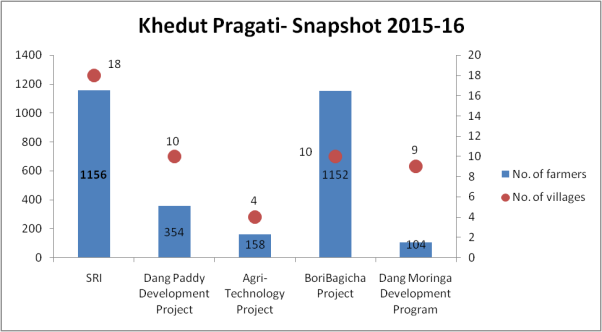 Khedut Pragati- Snapshot 2015-16
1400
1200
1000
800
600
400
200
0
18
1156
10
354
4
158
10
1152
9
104
20
18
16
14
12
10
8
6
4
2
0
No. of farmers
No. of villages
SRI
Dang Paddy
Development
Project
Agri-
Technology
Project
BoriBagicha
Project
Dang Moringa
Development
Program